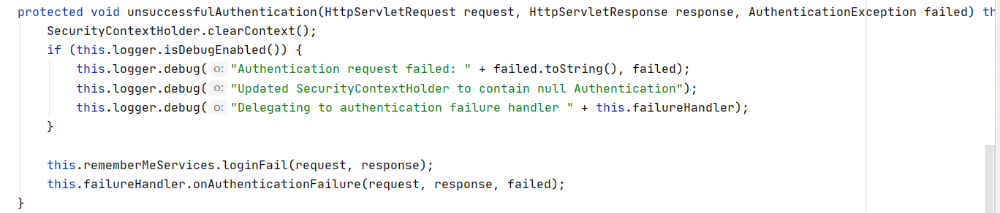 protected void unsuccessfulAuthentication(HttpServletRequest request, HttpServletResponse response, AuthenticationException failed) th
SecurityContextHolder.clearContext();
if (this.logger.isDebugEnabled()) {
this.logger.debug( o: "Authentication request failed: " + failed.toString(), failed);
this.logger.debug( o: "Updated SecurityContextHolder to contain null Authentication");
this.logger.debug( o: "Delegating to authentication failure handler " + this.failureHandler);
}
this.rememberMeServices.loginFail(request, response);
this.failureHandler.onAuthenticationFailure(request, response, failed);
}